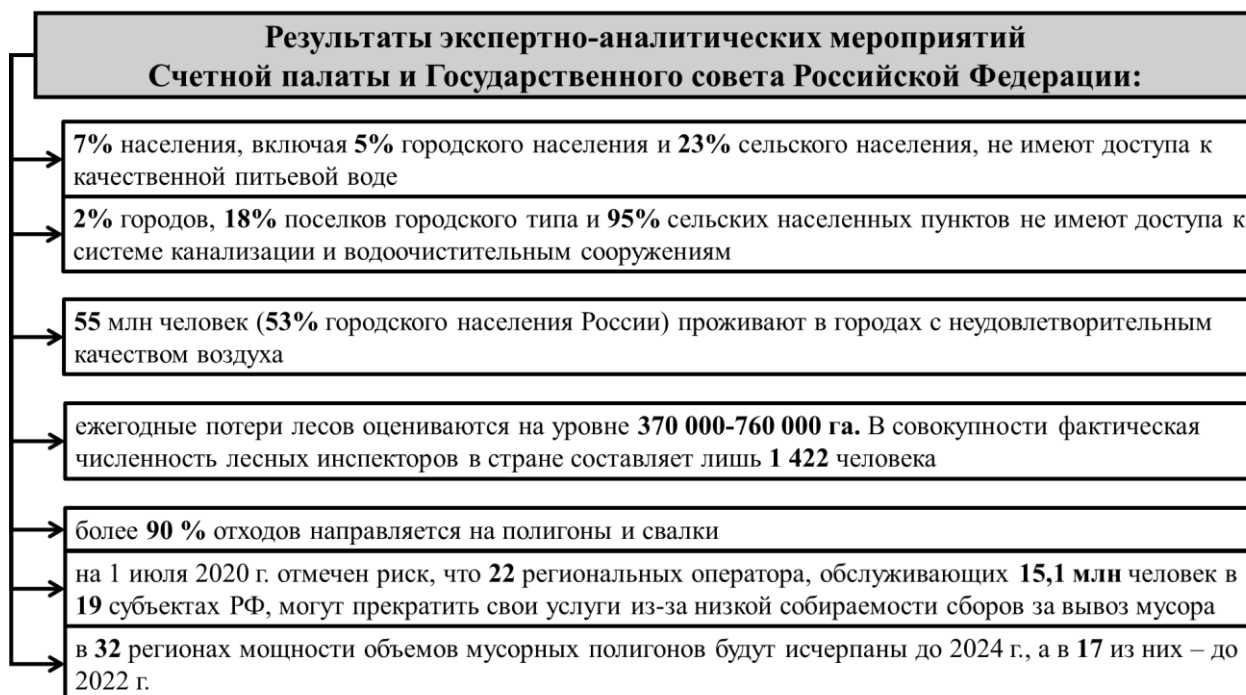 Результаты экспертно-аналитических мероприятий
Счетной палаты и Государственного совета Российской Федерации:
7% населения, включая 5% городского населения и 23% сельского населения, не имеют доступа к
качественной питьевой воде
2% городов, 18% поселков городского типа и 95% сельских населенных пунктов не имеют доступа к
системе канализации и водоочистительным сооружениям
55 млн человек (53% городского населения России) проживают в городах с неудовлетворительным
качеством воздуха
ежегодные потери лесов оцениваются на уровне 370 000-760 000 га. В совокупности фактическая
численность лесных инспекторов в стране составляет лишь 1 422 человека
более 90 % отходов направляется на полигоны и свалки
на 1 июля 2020 г. отмечен риск, что 22 региональных оператора, обслуживающих 15,1 млн человек в
19 субъектах РФ, могут прекратить свои услуги из-за низкой собираемости сборов за вывоз мусора
в 32 регионах мощности объемов мусорных полигонов будут исчерпаны до 2024 г., а в 17 из них – до
2022 г.